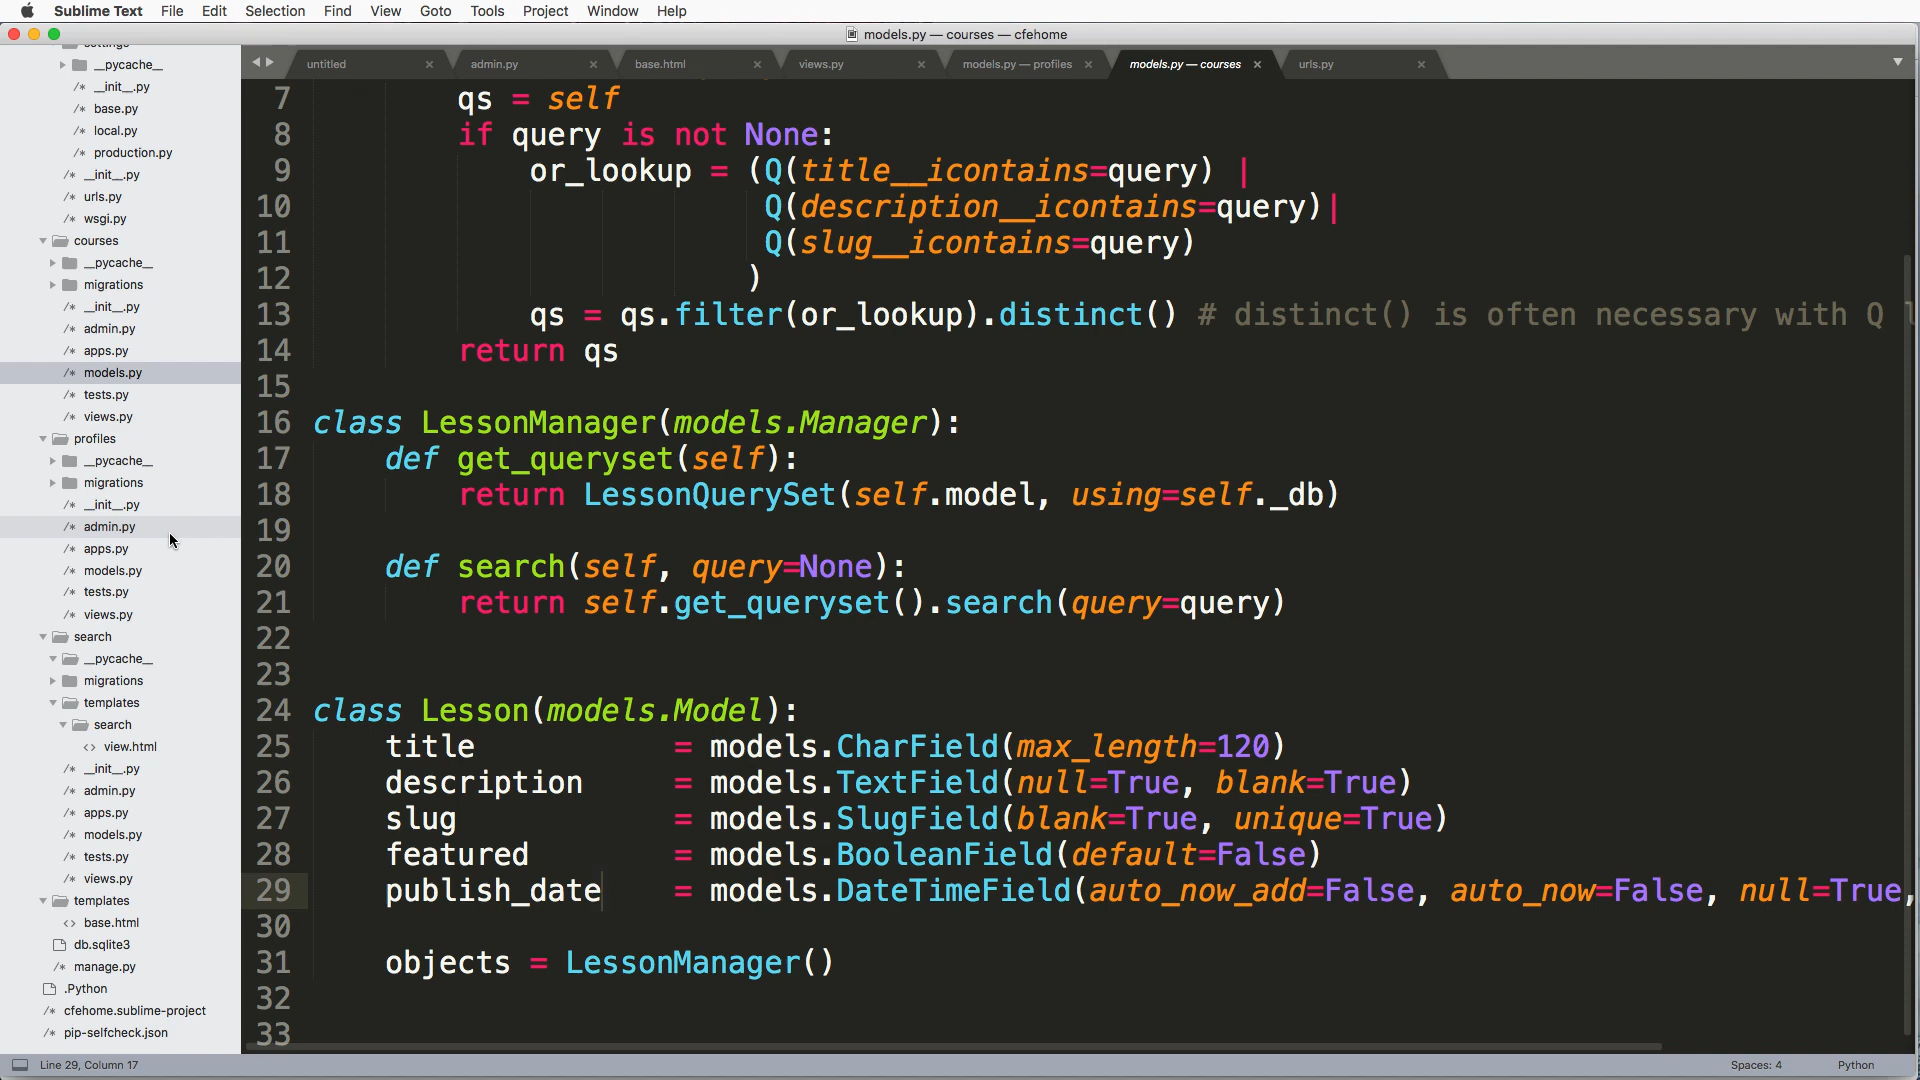 Sublime Text File Edit Selection Find View Goto Tools Project Window Help
models.py — courses — cfehome
untitled × admin.py × base.html × views.py × models.py — profiles × models.py — courses × urls.py ×
settings
__pycache__
/* __init__.py
/* base.py
/* local.py
/* production.py
/* __init__.py
/* urls.py
/* wsgi.py
courses
__pycache__
migrations
/* __init__.py
/* admin.py
/* apps.py
/* models.py
/* tests.py
/* views.py
profiles
__pycache__
migrations
/* __init__.py
/* admin.py
/* apps.py
/* models.py
/* tests.py
/* views.py
search
__pycache__
migrations
templates
search
<> view.html
/* __init__.py
/* admin.py
/* apps.py
/* models.py
/* tests.py
/* views.py
templates
<> base.html
db.sqlite3
/* manage.py
.Python
/* cfehome.sublime-project
/* pip-selfcheck.json
7         qs = self
8         if query is not None:
9             or_lookup = (Q(title__icontains=query) |
10                          Q(description__icontains=query)|
11                          Q(slug__icontains=query)
12                         )
13             qs = qs.filter(or_lookup).distinct() # distinct() is often necessary with Q
14         return qs
15
16 class LessonManager(models.Manager):
17     def get_queryset(self):
18         return LessonQuerySet(self.model, using=self._db)
19
20     def search(self, query=None):
21         return self.get_queryset().search(query=query)
22
23
24 class Lesson(models.Model):
25     title           = models.CharField(max_length=120)
26     description     = models.TextField(null=True, blank=True)
27     slug            = models.SlugField(blank=True, unique=True)
28     featured        = models.BooleanField(default=False)
29     publish_date    = models.DateTimeField(auto_now_add=False, auto_now=False, null=True,
30
31     objects = LessonManager()
32
33
Line 29, Column 17 Spaces: 4 Python